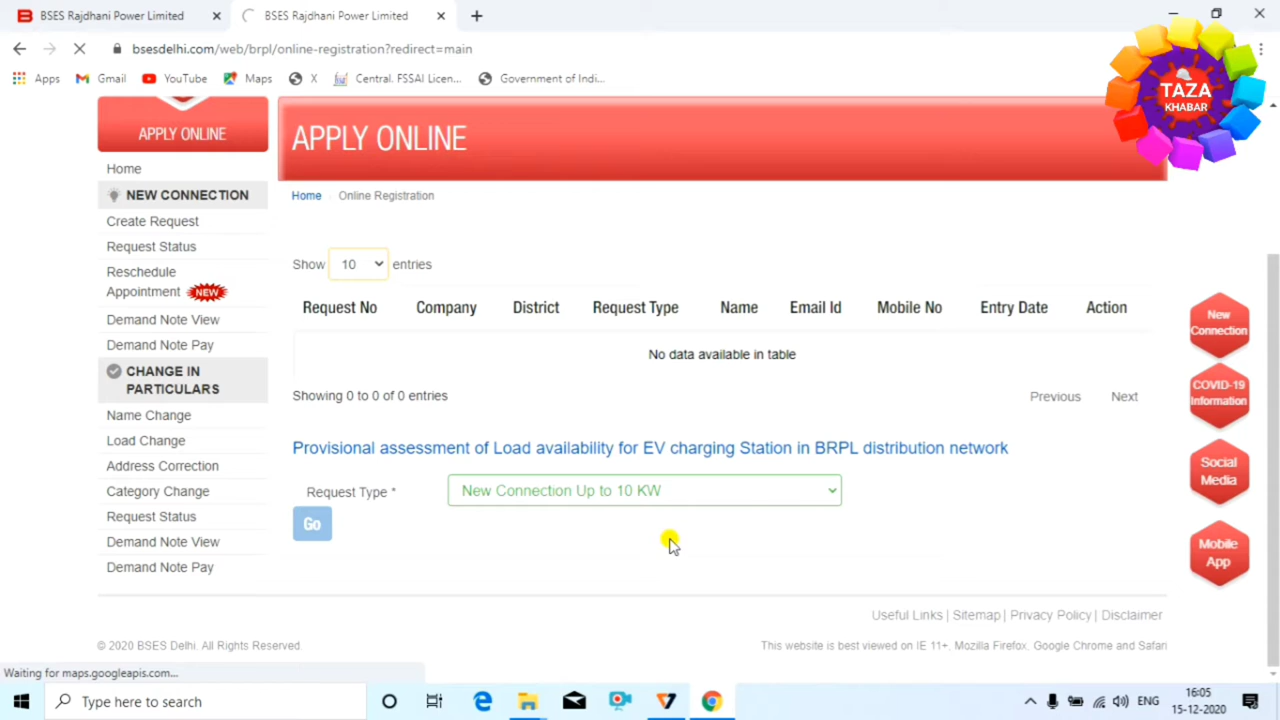 BSES Rajdhani Power Limited
BSES Rajdhani Power Limited
bsesdelhi.com/web/brpl/online-registration?redirect=main
Apps
Gmail
YouTube
Maps
X
Central. FSSAI Licen...
Government of Indi...
TAZA
KHABAR
APPLY ONLINE
APPLY ONLINE
Home
Home
Online Registration
NEW CONNECTION
Create Request
Request Status
Reschedule
Appointment NEW
Demand Note View
Demand Note Pay
CHANGE IN
PARTICULARS
Name Change
Load Change
Address Correction
Category Change
Request Status
Demand Note View
Demand Note Pay
Show 10 entries
Request No Company District Request Type Name Email Id Mobile No Entry Date Action
No data available in table
Showing 0 to 0 of 0 entries
Previous Next
Provisional assessment of Load availability for EV charging Station in BRPL distribution network
Request Type * New Connection Up to 10 KW
Go
New
Connection
COVID-19
Information
Social
Media
Mobile
App
Useful Links | Sitemap | Privacy Policy | Disclaimer
© 2020 BSES Delhi. All Rights Reserved.
This website is best viewed on IE 11+, Mozilla Firefox, Google Chrome and Safari
Waiting for maps.googleapis.com...
Type here to search
ENG
16:05
15-12-2020